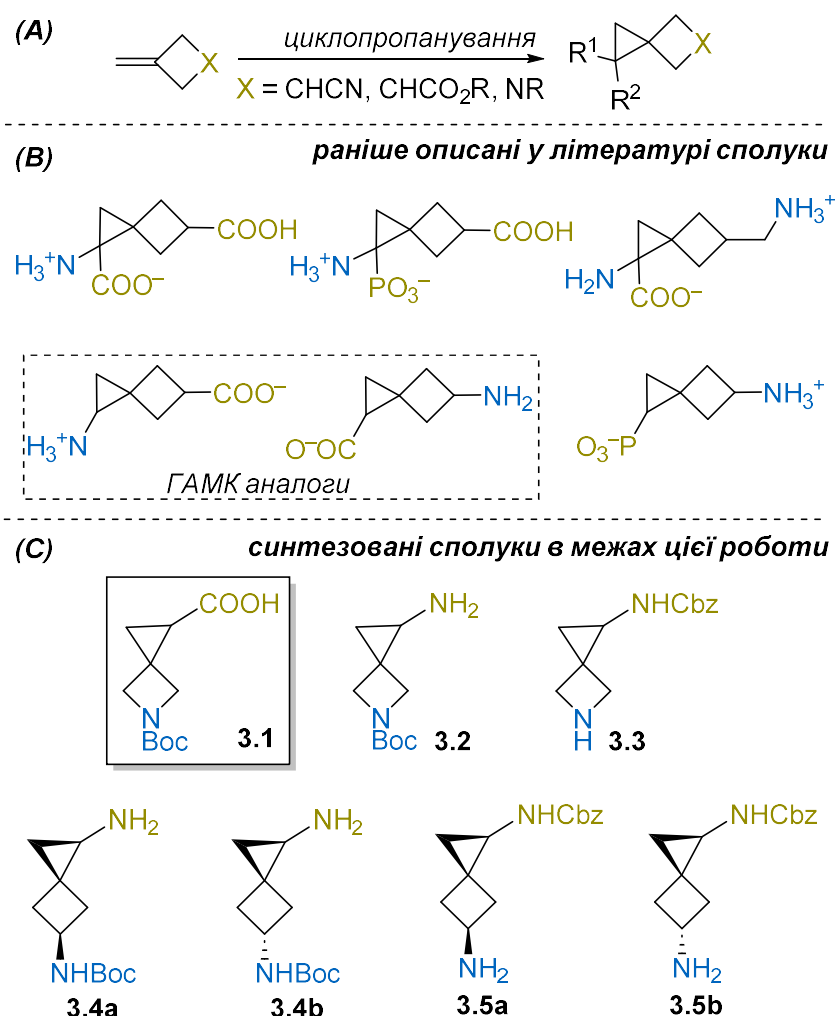 (A)
циклопропанування
X
X = CHCN, CHCO₂R, NR
R¹
R²
X
(B)
раніше описані у літературі сполуки
H₃⁺N
COO⁻
COOH
H₃⁺N
PO₃⁻
COOH
H₂N
COO⁻
NH₃⁺
H₃⁺N
COO⁻
O⁻OC
NH₂
ГАМК аналоги
O₃⁻P
NH₃⁺
(C)
синтезовані сполуки в межах цієї роботи
COOH
N
Boc
3.1
NH₂
N
Boc
3.2
NHCbz
N
H
3.3
NH₂
NHBoc
3.4a
NH₂
NHBoc
3.4b
NHCbz
NH₂
3.5a
NHCbz
NH₂
3.5b